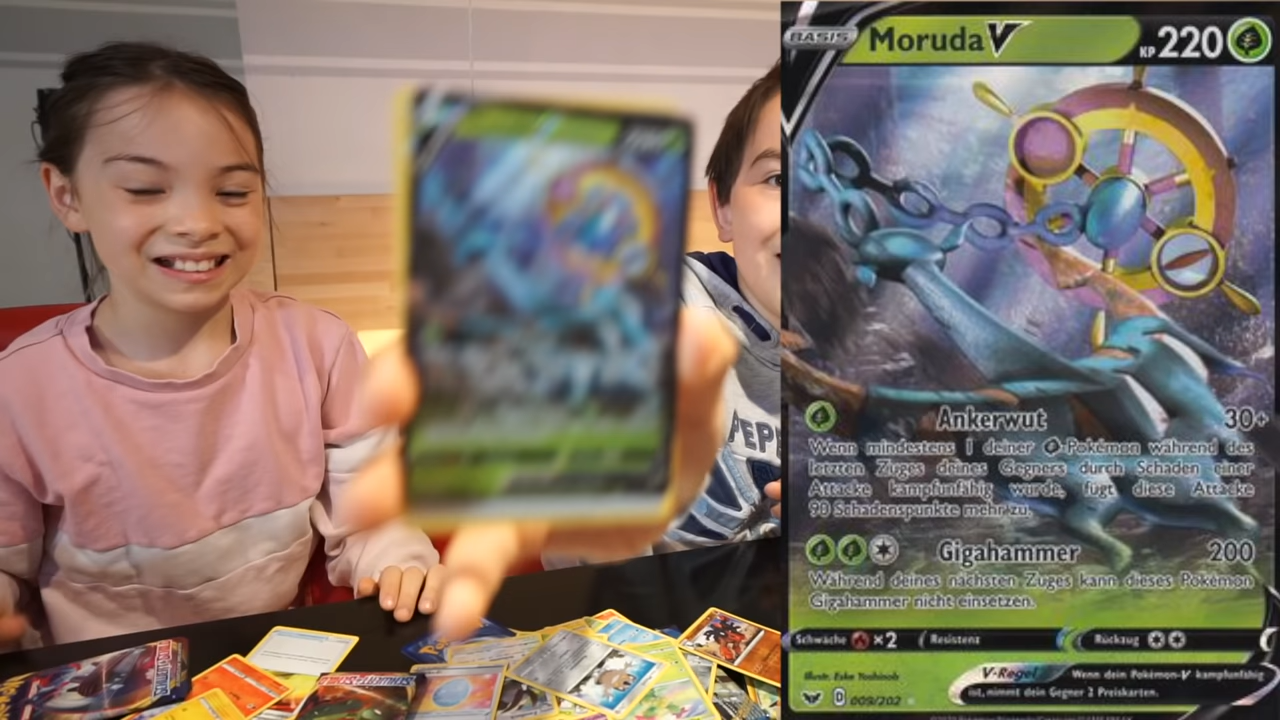 BASIS Moruda V KP 220
Ankerwut 30+
Wenn mindestens 1 deiner -Pokémon während des
letzten Zuges deines Gegners durch Schaden einer
Attacke kampfunfähig wurde, fügt diese Attacke
90 Schadenspunkte mehr zu.
Gigahammer 200
Während deines nächsten Zuges kann dieses Pokémon
Gigahammer nicht einsetzen.
Schwäche ×2 Resistenz Rückzug
Illustr. Eske Yoshinob
V-Regel Wenn dein Pokémon-V kampfunfähig
ist, nimmt dein Gegner 2 Preiskarten.
D 009/202
PEPE